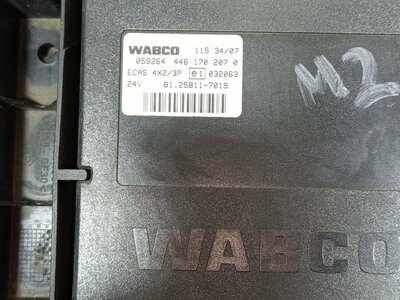 WABCO 115 34/07
059264 446 170 207 0
ECAS 4X2/3P e1 032063
24V 81.25811-7019
M2
WABCO